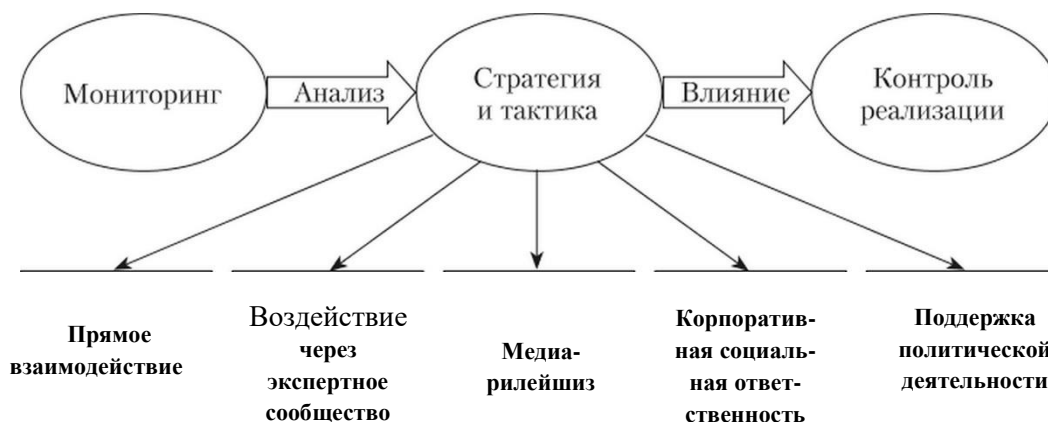 Мониторинг
Анализ
Стратегия
и тактика
Влияние
Контроль
реализации
Прямое
взаимодействие
Воздействие
через
экспертное
сообщество
Медиа-
рилейшиз
Корпоратив-
ная социаль-
ная ответ-
ственность
Поддержка
политической
деятельности